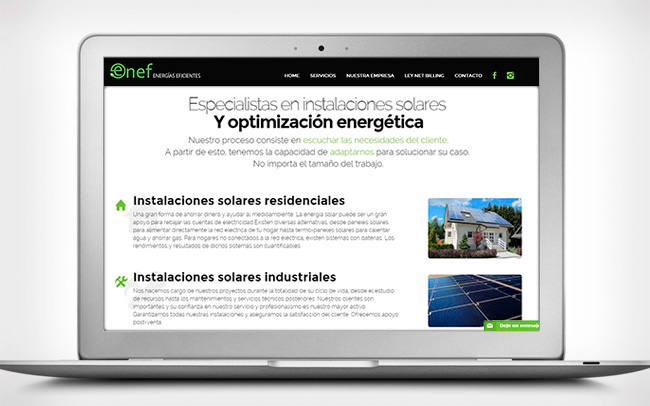 enef ENERGÍAS EFICIENTES
HOME SERVICIOS NUESTRA EMPRESA LEY NET BILLING CONTACTO
Especialistas en instalaciones solares
Y optimización energética
Nuestro proceso consiste en escuchar las necesidades del cliente.
A partir de esto, tenemos la capacidad de adaptarnos para solucionar su caso.
No importa el tamaño del trabajo.
Instalaciones solares residenciales
Una gran forma de ahorrar dinero y ayudar al medioambiente. La energía solar puede ser un gran
apoyo para rebajar las cuentas de electricidad.Existen diversas alternativas, desde paneles solares
para alimentar directamente la red eléctrica de tu hogar hasta termo-paneles solares para calentar
agua y ahorrar gas. Para hogares no conectados a la red eléctrica, existen sistemas con baterías. Los
rendimientos y resultados de dichos sistemas son cuantificables.
Instalaciones solares industriales
Nos hacemos cargo de nuestros proyectos durante la totalidad de su ciclo de vida, desde el estudio
de recursos hasta los mantenimientos y servicios técnicos posteriores. Nuestros clientes son
importantes y su confianza en nuestro servicio y profesionalismo es nuestro mayor activo.
Garantizamos todas nuestras instalaciones y aseguramos la satisfacción del cliente. Ofrecemos apoyo
post-venta.
Deje un mensaje